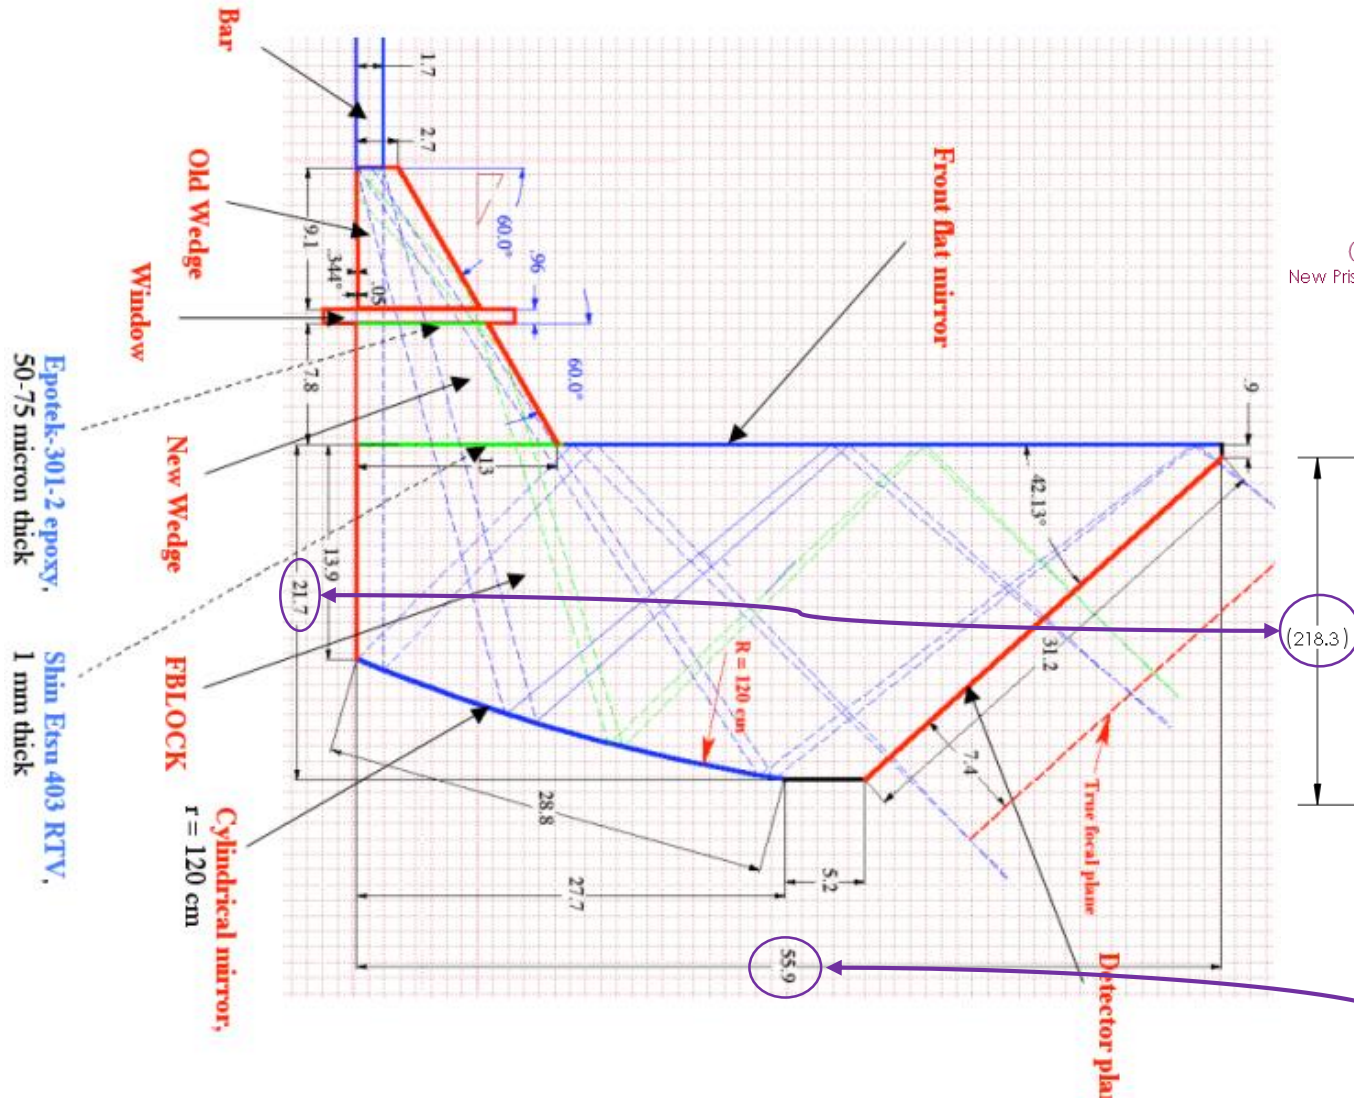 Bar
1.7
2.7
Old Wedge
9.1
.344°
.05
60.0°
.96
Window
7.8
60.0°
Front flat mirror
New Pris
.9
Epotek-301-2 epoxy,
50-75 micron thick
New Wedge
13
42.13°
13.9
21.7
(218.3)
31.2
R = 120 cm
FBLOCK
Shin Etsu 403 RTV,
1 mm thick
7.4
True focal plane
28.8
Cylindrical mirror,
r = 120 cm
27.7
5.2
55.9
Detector plan